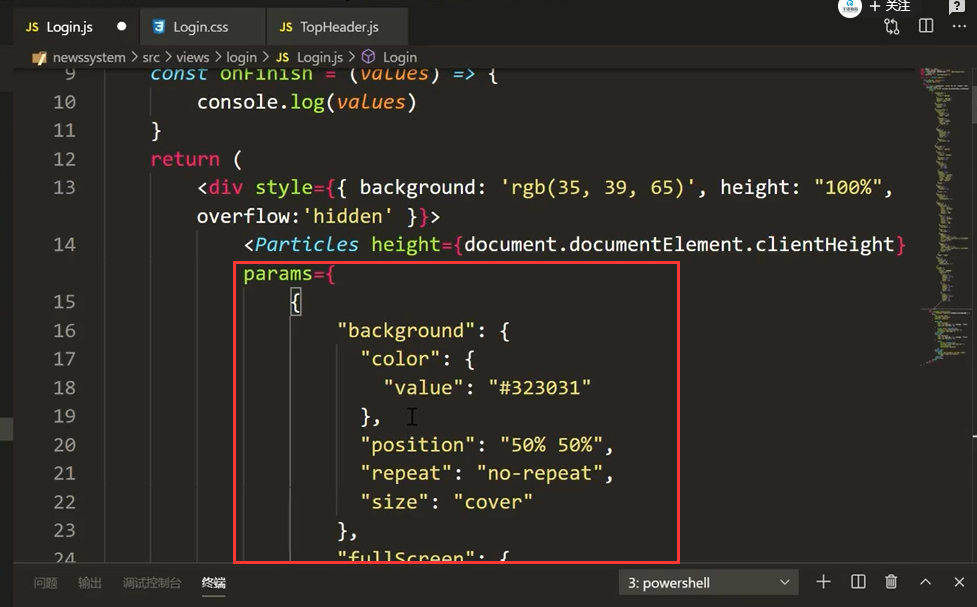 JS Login.js
Login.css
JS TopHeader.js
+ 关注
newssystem > src > views > login > JS Login.js > Login
9 const onFinish = (values) => {
10 console.log(values)
11 }
12 return (
13 <div style={{ background: 'rgb(35, 39, 65)', height: "100%",
overflow:'hidden' }}>
14 <Particles height={document.documentElement.clientHeight}
params={
15 {
16 "background": {
17 "color": {
18 "value": "#323031"
19 },
20 "position": "50% 50%",
21 "repeat": "no-repeat",
22 "size": "cover"
23 },
24 "fullScreen": {
问题 输出 调试控制台 终端
3: powershell